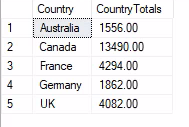 Country CountryTotals
1 Australia 1556.00
2 Canada 13490.00
3 France 4294.00
4 Germany 1862.00
5 UK 4082.00